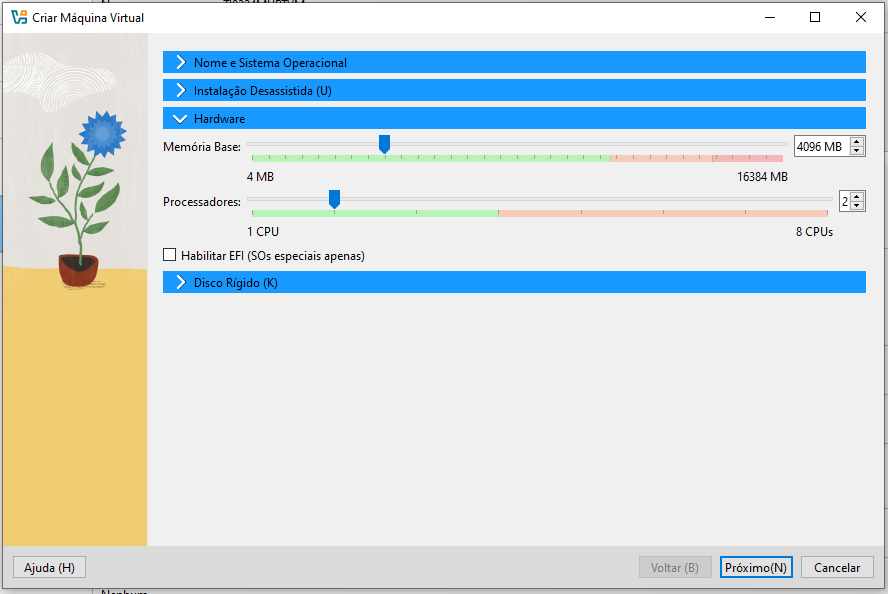 Criar Máquina Virtual
Nome e Sistema Operacional
Instalação Desassistida (U)
Hardware
Memória Base:
4096 MB
4 MB
16384 MB
Processadores:
2
1 CPU
8 CPUs
Habilitar EFI (SOs especiais apenas)
Disco Rígido (K)
Ajuda (H)
Voltar (B)
Próximo(N)
Cancelar